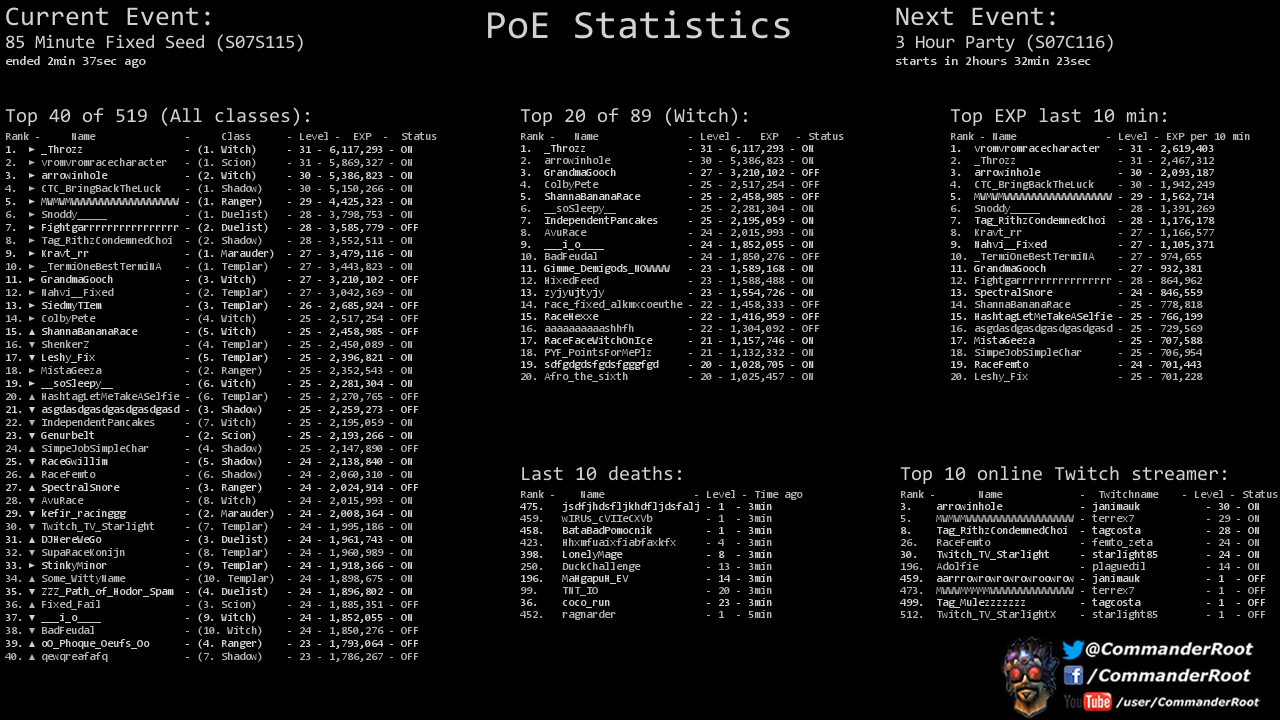 Current Event:
85 Minute Fixed Seed (S07S115)
ended 2min 37sec ago
PoE Statistics
Next Event:
3 Hour Party (S07C116)
starts in 2hours 32min 23sec
Top 40 of 519 (All classes):
Rank - Name - Class - Level - EXP - Status
1. ► _Throzz - (1. Witch) - 31 - 6,117,293 - ON
2. ► vromvromracecharacter - (1. Scion) - 31 - 5,869,327 - ON
3. ► arrowinhole - (2. Witch) - 30 - 5,386,823 - ON
4. ► CTC_BringBackTheLuck - (1. Shadow) - 31 - 5,150,266 - ON
5. ► - (1. Ranger) - 29 - 4,425,323 - ON
6. ► Snoddy_____ - (1. Duelist) - 28 - 3,798,753 - ON
7. ► Fightgarrrrrrrrrrrrrrrr - (2. Duelist) - 28 - 3,585,779 - OFF
8. ► Tag_RithzCondemnedChoi - (2. Shadow) - 28 - 3,552,511 - ON
9. ► Kravt_rr - (1. Marauder) - 27 - 3,479,116 - ON
10. ► _TermiOneBestTermiNA - (1. Templar) - 27 - 3,443,823 - ON
11. ► GrandmaGooch - (3. Witch) - 27 - 3,210,102 - OFF
12. ► Nahvi__Fixed - (2. Templar) - 27 - 3,042,369 - ON
13. ► SiedmyTIem - (3. Templar) - 26 - 2,685,924 - OFF
14. ► ColbyPete - (4. Witch) - 25 - 2,517,254 - OFF
15. ▲ ShannaBananaRace - (5. Witch) - 25 - 2,458,985 - OFF
16. ▼ ShenkerZ - (4. Templar) - 25 - 2,450,089 - ON
17. ▼ Leshy_Fix - (5. Templar) - 25 - 2,396,821 - OFF
18. ► MistaGeeza - (2. Ranger) - 25 - 2,352,543 - ON
19. ► __soSleepy__ - (6. Witch) - 25 - 2,281,304 - ON
20. ▲ HashtagLetMeTakeASelfie - (6. Templar) - 25 - 2,270,765 - OFF
21. ▼ asgdasdgasdgasdgasdgasd - (3. Shadow) - 25 - 2,259,273 - OFF
22. ▼ IndependentPancakes - (7. Witch) - 25 - 2,195,059 - ON
23. ▼ Genurbelt - (2. Scion) - 25 - 2,193,266 - ON
24. ▲ SimpeJobSimpleChar - (4. Shadow) - 25 - 2,147,890 - OFF
25. ▼ RaceGwillim - (5. Shadow) - 24 - 2,138,840 - ON
26. ▲ RaceFemto - (6. Shadow) - 24 - 2,060,310 - ON
27. ▲ SpectralSnore - (3. Ranger) - 24 - 2,024,914 - OFF
28. ▼ AvuRace - (8. Witch) - 24 - 2,015,993 - ON
29. ▼ kefir_racinggg - (2. Marauder) - 24 - 2,008,364 - ON
30. ▼ Twitch_TV_Starlight - (7. Templar) - 24 - 1,995,186 - ON
31. ▲ DJHereWeGo - (3. Duelist) - 24 - 1,961,743 - ON
32. ▼ SupaRaceKonijn - (8. Templar) - 24 - 1,960,989 - ON
33. ► StinkyMinor - (9. Templar) - 24 - 1,918,366 - ON
34. ▲ Some_WittyName - (10. Templar) - 24 - 1,898,675 - ON
35. ▼ ZZZ_Path_of_Hodor_Spam - (4. Duelist) - 24 - 1,896,802 - ON
36. ▲ Fixed_Fail - (3. Scion) - 24 - 1,885,351 - OFF
37. ▼ ___i_o____ - (9. Witch) - 24 - 1,852,055 - ON
38. ▼ BadFeudal - (10. Witch) - 24 - 1,850,276 - OFF
39. ▲ oO_Phoque_Oeufs_Oo - (4. Ranger) - 23 - 1,793,064 - OFF
40. ▲ qewqreafafq - (7. Shadow) - 23 - 1,786,267 - OFF
Top 20 of 89 (Witch):
Rank - Name - Level - EXP - Status
1. _Throzz - 31 - 6,117,293 - ON
2. arrowinhole - 30 - 5,386,823 - ON
3. GrandmaGooch - 27 - 3,210,102 - OFF
4. ColbyPete - 25 - 2,517,254 - OFF
5. ShannaBananaRace - 25 - 2,458,985 - OFF
6. __soSleepy__ - 25 - 2,281,304 - ON
7. IndependentPancakes - 25 - 2,195,059 - ON
8. AvuRace - 24 - 2,015,993 - ON
9. ___i_o____ - 24 - 1,852,055 - ON
10. BadFeudal - 24 - 1,850,276 - OFF
11. Gimme_Demigods_NOWWWW - 23 - 1,589,168 - ON
12. HixedFeed - 23 - 1,588,488 - ON
13. zyjyujtyjy - 23 - 1,554,726 - ON
14. race_fixed_alkmxcoeuthe - 22 - 1,458,333 - OFF
15. RaceHexxe - 22 - 1,416,959 - OFF
16. aaaaaaaaaashhfh - 22 - 1,304,092 - OFF
17. RaceFaceWitchOnIce - 21 - 1,157,746 - ON
18. PYF_PointsForMePlz - 21 - 1,132,332 - ON
19. sdfgdgdsfgdsfgggfgd - 20 - 1,028,705 - ON
20. Afro_the_sixth - 20 - 1,025,457 - ON
Top EXP last 10 min:
Rank - Name - Level - EXP per 10 min
1. vromvromracecharacter - 31 - 2,619,403
2. _Throzz - 31 - 2,467,312
3. arrowinhole - 30 - 2,093,187
4. CTC_BringBackTheLuck - 31 - 1,942,249
5. - 29 - 1,562,714
6. Snoddy_____ - 28 - 1,391,269
7. Tag_RithzCondemnedChoi - 28 - 1,176,178
8. Kravt_rr - 27 - 1,166,577
9. Nahvi__Fixed - 27 - 1,105,371
10. _TermiOneBestTermiNA - 27 - 974,655
11. GrandmaGooch - 27 - 932,381
12. Fightgarrrrrrrrrrrrrrrr - 28 - 864,962
13. SpectralSnore - 24 - 846,559
14. ShannaBananaRace - 25 - 778,818
15. HashtagLetMeTakeASelfie - 25 - 766,199
16. asgdasdgasdgasdgasdgasd - 25 - 729,569
17. MistaGeeza - 25 - 707,588
18. SimpeJobSimpleChar - 25 - 706,954
19. RaceFemto - 24 - 701,443
20. Leshy_Fix - 25 - 701,228
Last 10 deaths:
Rank - Name - Level - Time ago
475. jsdfjhdsfljkhdfljdsfalj - 1 - 3min
459. wIRUS_cVIIeCXVb - 1 - 3min
458. BataBadPomocnik - 1 - 3min
423. Hhxmfuaixfiabfaxkfx - 4 - 3min
398. LonelyMage - 8 - 3min
250. DuckChallenge - 13 - 3min
196. MaHgapuH_EV - 14 - 3min
99. TNT_IO - 20 - 3min
36. coco_run - 23 - 3min
452. ragnarder - 1 - 5min
Top 10 online Twitch streamer:
Rank - Name - Twitchname - Level - Status
3. arrowinhole - janimauk - 30 - ON
5. - terrex7 - 29 - ON
8. Tag_RithzCondemnedChoi - tagcosta - 28 - ON
26. RaceFemto - femto_zeta - 24 - ON
30. Twitch_TV_Starlight - starlight85 - 24 - ON
196. Adolfie - plaguedil - 14 - ON
459. aarrrowrowrowrowroowrow - janimauk - 1 - OFF
473. - terrex7 - 1 - OFF
499. Tag_Mulezzzzzzz - tagcosta - 1 - OFF
512. Twitch_TV_StarlightX - starlight85 - 1 - OFF
@CommanderRoot
/CommanderRoot
YouTube /user/CommanderRoot